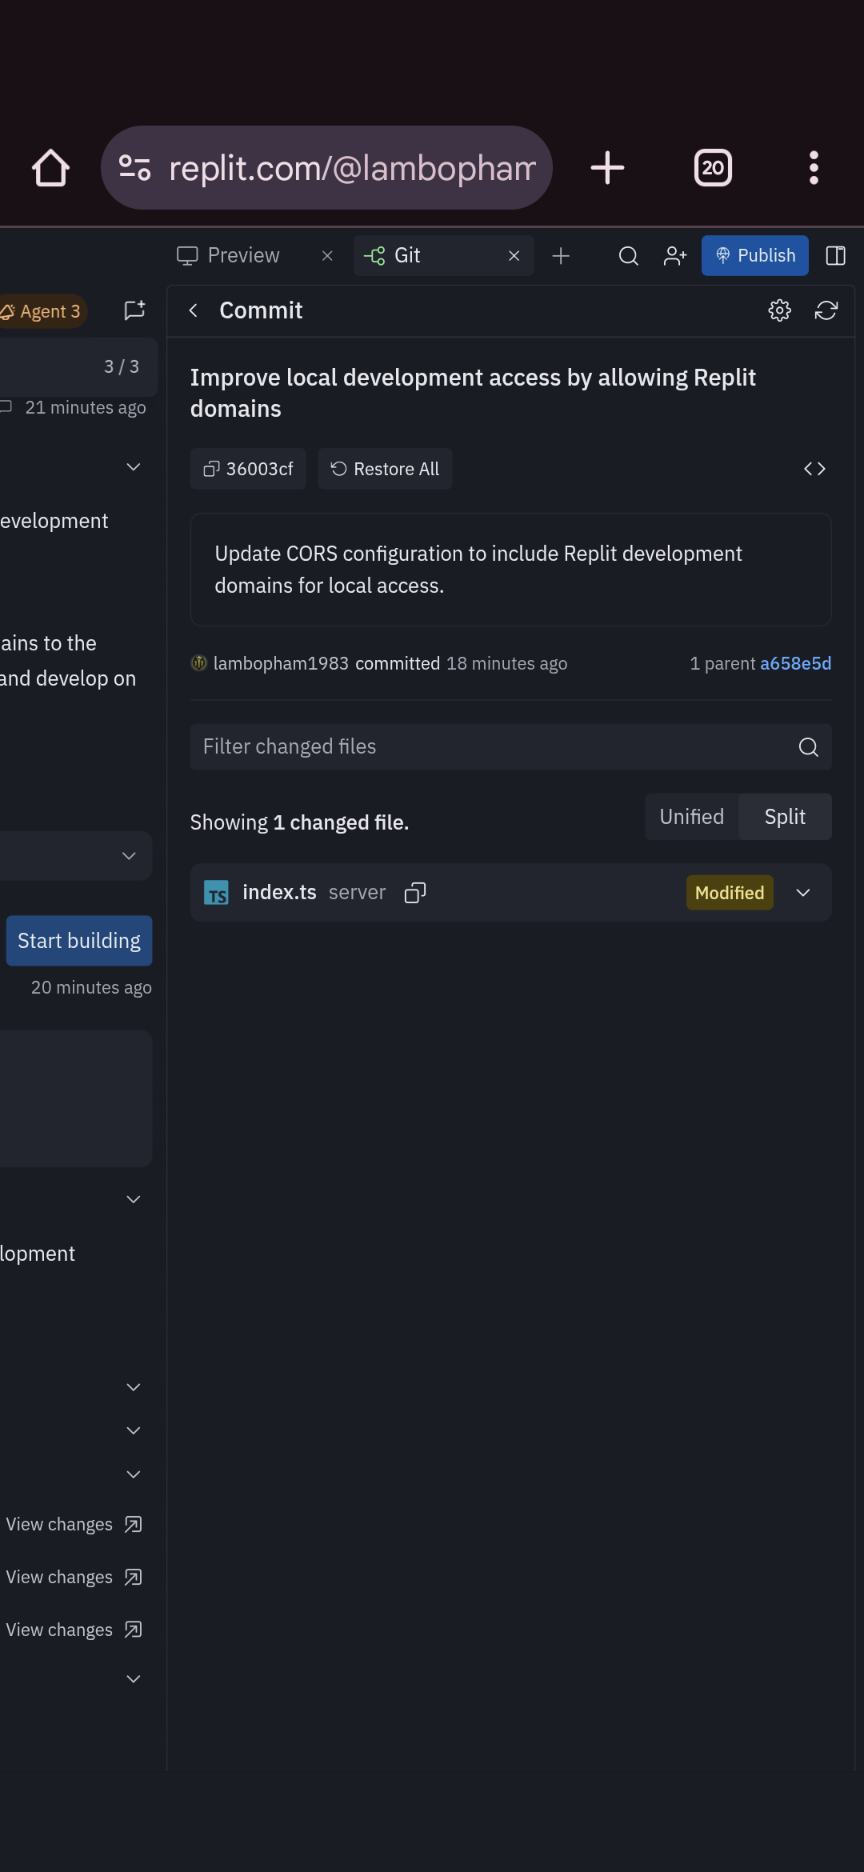 replit.com/@lambopham
20
Preview
Git
Publish
Agent 3
Commit
3 / 3
21 minutes ago
Improve local development access by allowing Replit
domains
36003cf
Restore All
evelopment
Update CORS configuration to include Replit development
domains for local access.
ains to the
and develop on
lambopham1983 committed 18 minutes ago
1 parent a658e5d
Filter changed files
Showing 1 changed file.
Unified
Split
TS index.ts server
Modified
Start building
20 minutes ago
lopment
View changes
View changes
View changes